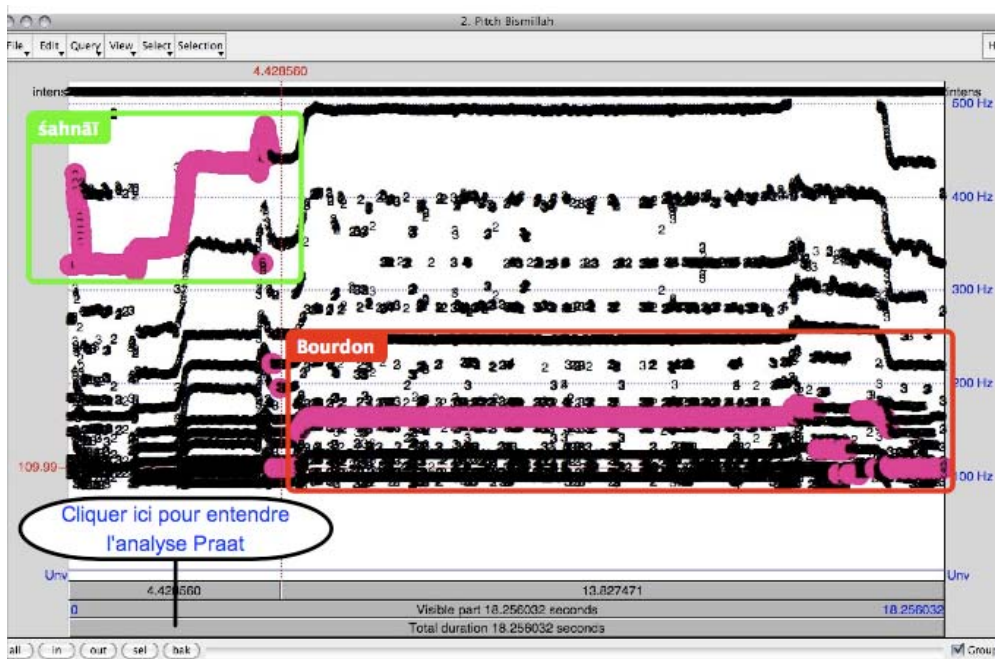 2. Pitch Bismillah
File Edit Query View Select Selection
H
4.428560
intens
intens
500 Hz
śahnāī
400 Hz
300 Hz
Bourdon
200 Hz
109.99
100 Hz
Cliquer ici pour entendre
l'analyse Praat
Unv
Unv
4.428560
13.827471
0
Visible part 18.256032 seconds
18.256032
Total duration 18.256032 seconds
all in out sel bak
Group